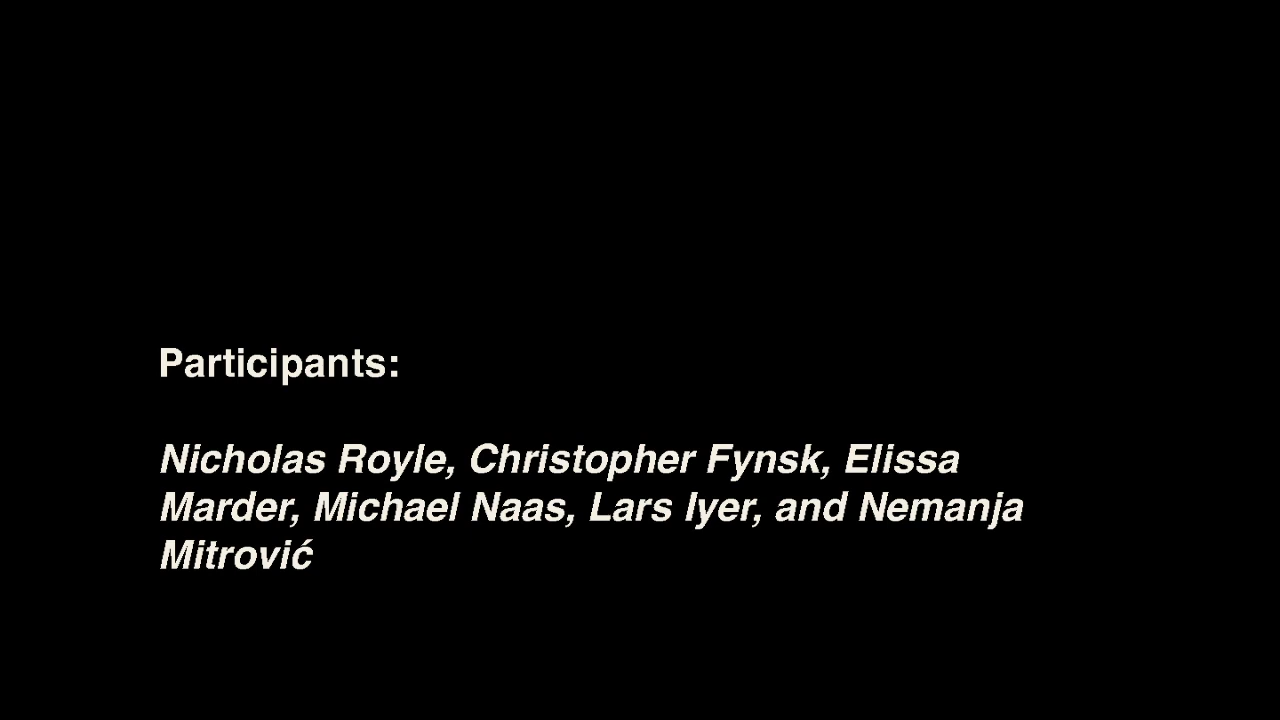 Participants:
Nicholas Royle, Christopher Fynsk, Elissa
Marder, Michael Naas, Lars Iyer, and Nemanja
Mitrović